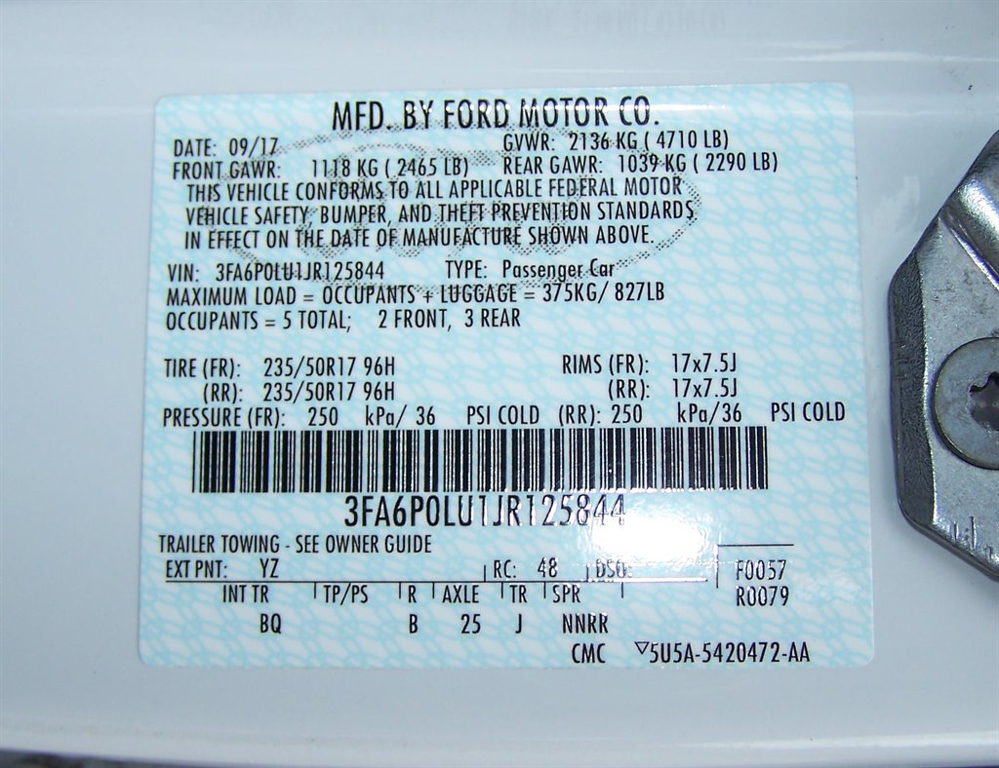 MFD. BY FORD MOTOR CO.
DATE: 09/17 GVWR: 2136 KG ( 4710 LB)
FRONT GAWR: 1118 KG ( 2465 LB) REAR GAWR: 1039 KG ( 2290 LB)
THIS VEHICLE CONFORMS TO ALL APPLICABLE FEDERAL MOTOR
VEHICLE SAFETY, BUMPER, AND THEFT PREVENTION STANDARDS
IN EFFECT ON THE DATE OF MANUFACTURE SHOWN ABOVE.
VIN: 3FA6P0LU1JR125844 TYPE: Passenger Car
MAXIMUM LOAD = OCCUPANTS + LUGGAGE = 375KG/ 827LB
OCCUPANTS = 5 TOTAL; 2 FRONT, 3 REAR
TIRE (FR): 235/50R17 96H RIMS (FR): 17x7.5J
(RR): 235/50R17 96H (RR): 17x7.5J
PRESSURE (FR): 250 kPa/ 36 PSI COLD (RR): 250 kPa/36 PSI COLD
3FA6P0LU1JR125844
TRAILER TOWING - SEE OWNER GUIDE
EXT PNT: YZ RC: 48 DSO: F0057
INT TR TP/PS R AXLE TR SPR R0079
BQ B 25 J NNRR
CMC ▽5U5A-5420472-AA